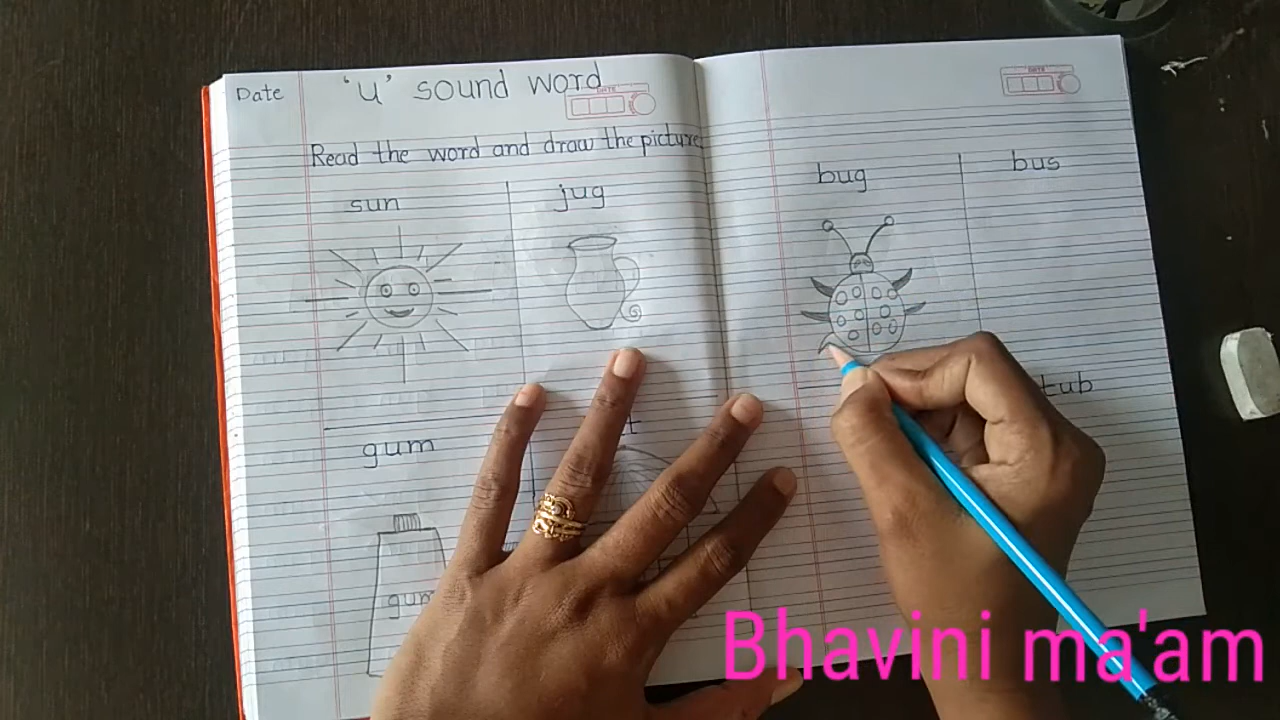 Date 'u' sound word
Read the word and draw the picture.
sun jug
gum
gum
bug bus
tub
Bhavini ma'am